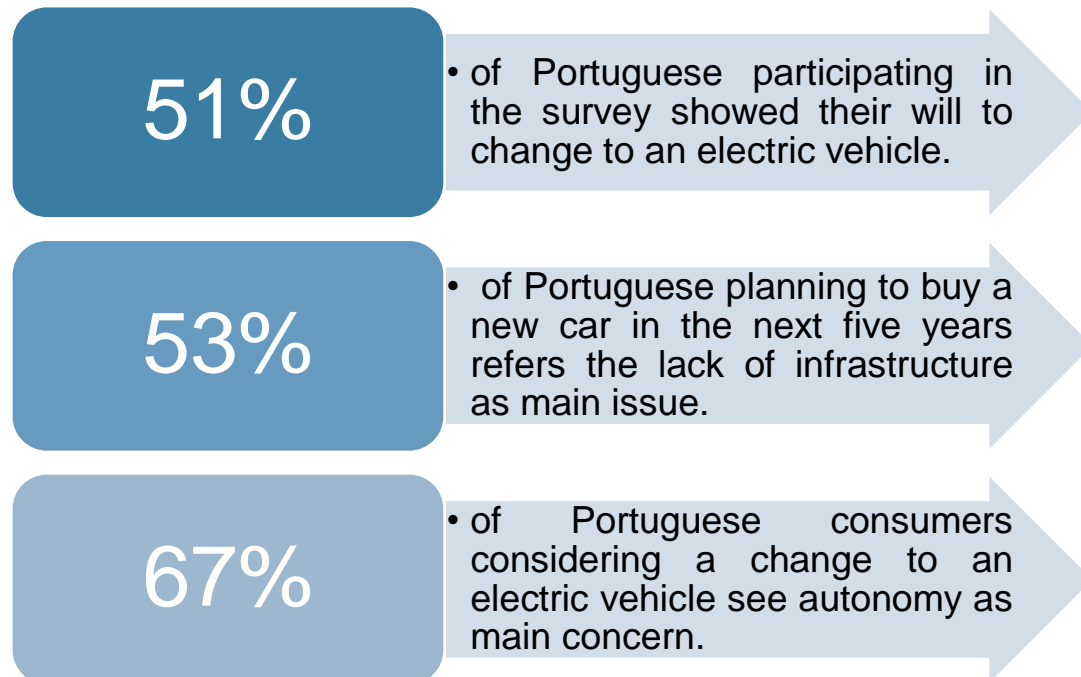 51%
• of Portuguese participating in
the survey showed their will to
change to an electric vehicle.
53%
• of Portuguese planning to buy a
new car in the next five years
refers the lack of infrastructure
as main issue.
67%
• of Portuguese consumers
considering a change to an
electric vehicle see autonomy as
main concern.